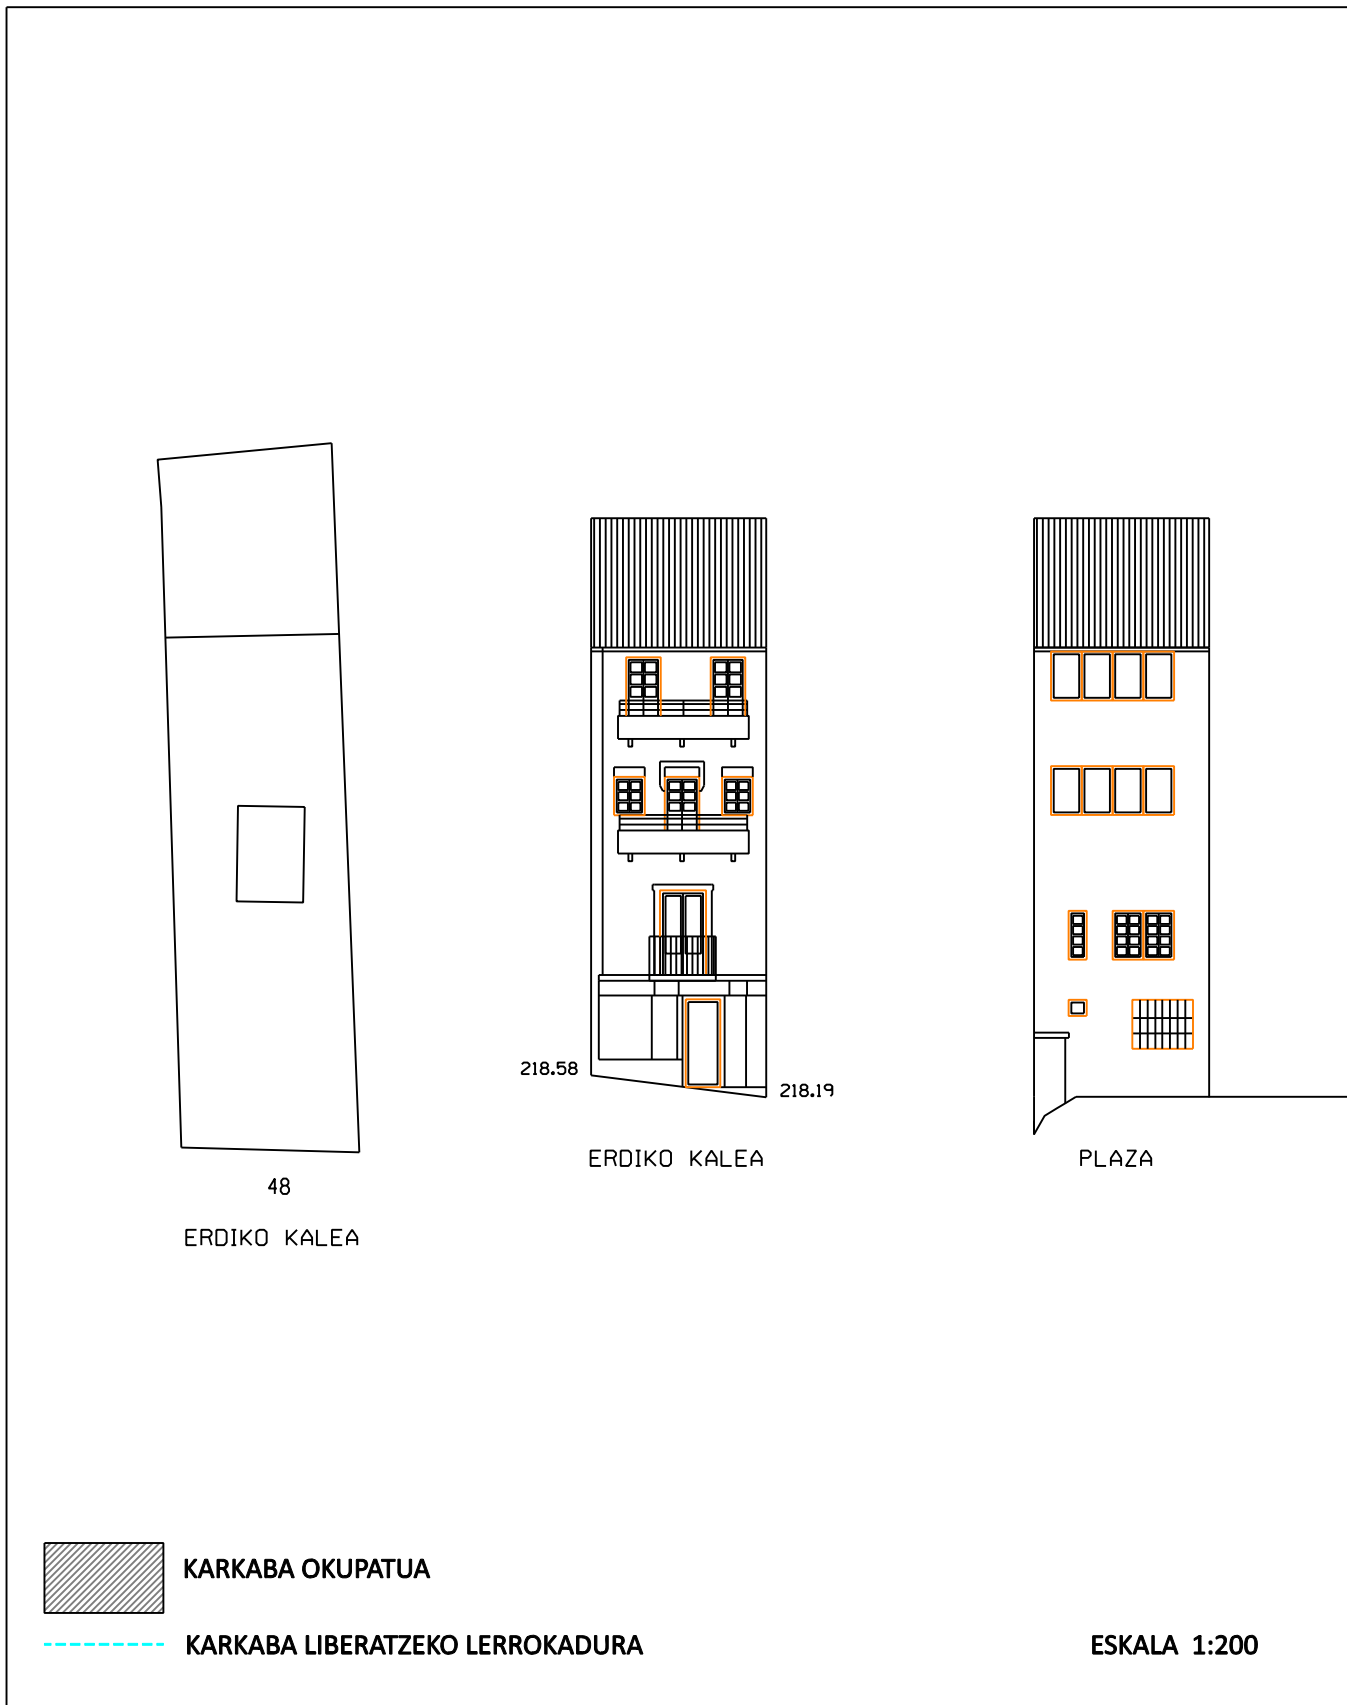 218.58
218.19
ERDIKO KALEA
PLAZA
48
ERDIKO KALEA
KARKABA OKUPATUA
KARKABA LIBERATZEKO LERROKADURA
ESKALA 1:200